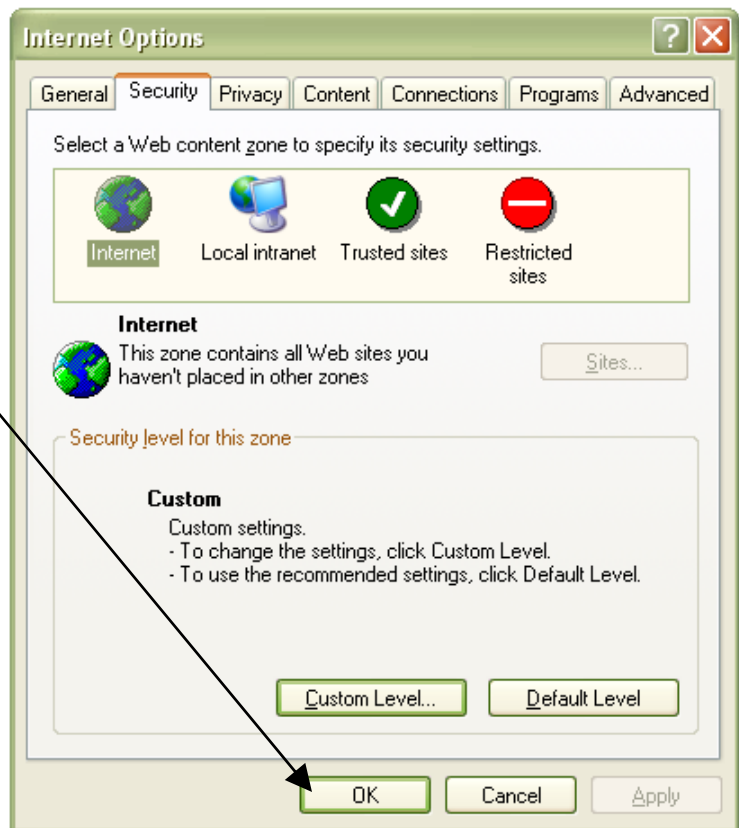 Internet Options
General Security Privacy Content Connections Programs Advanced
Select a Web content zone to specify its security settings.
Internet Local intranet Trusted sites Restricted sites
Internet
This zone contains all Web sites you
haven't placed in other zones
Sites...
Security level for this zone
Custom
Custom settings.
- To change the settings, click Custom Level.
- To use the recommended settings, click Default Level.
Custom Level... Default Level
OK Cancel Apply